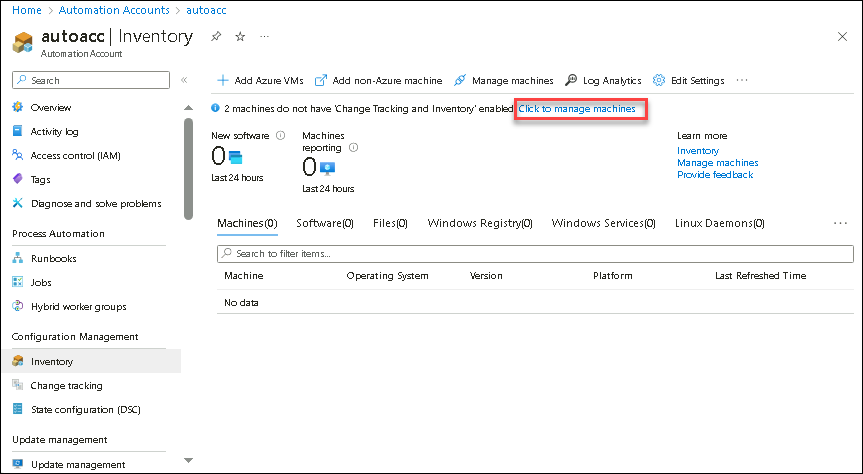 Home > Automation Accounts > autoacc
autoacc | Inventory
Automation Account
Search
Overview
Activity log
Access control (IAM)
Tags
Diagnose and solve problems
Process Automation
Runbooks
Jobs
Hybrid worker groups
Configuration Management
Inventory
Change tracking
State configuration (DSC)
Update management
Update management
Add Azure VMs Add non-Azure machine Manage machines Log Analytics Edit Settings
2 machines do not have 'Change Tracking and Inventory' enabled Click to manage machines
New software
0
Last 24 hours
Machines
reporting
0
Last 24 hours
Learn more
Inventory
Manage machines
Provide feedback
Machines(0) Software(0) Files(0) Windows Registry(0) Windows Services(0) Linux Daemons(0)
Search to filter items...
Machine Operating System Version Platform Last Refreshed Time
No data